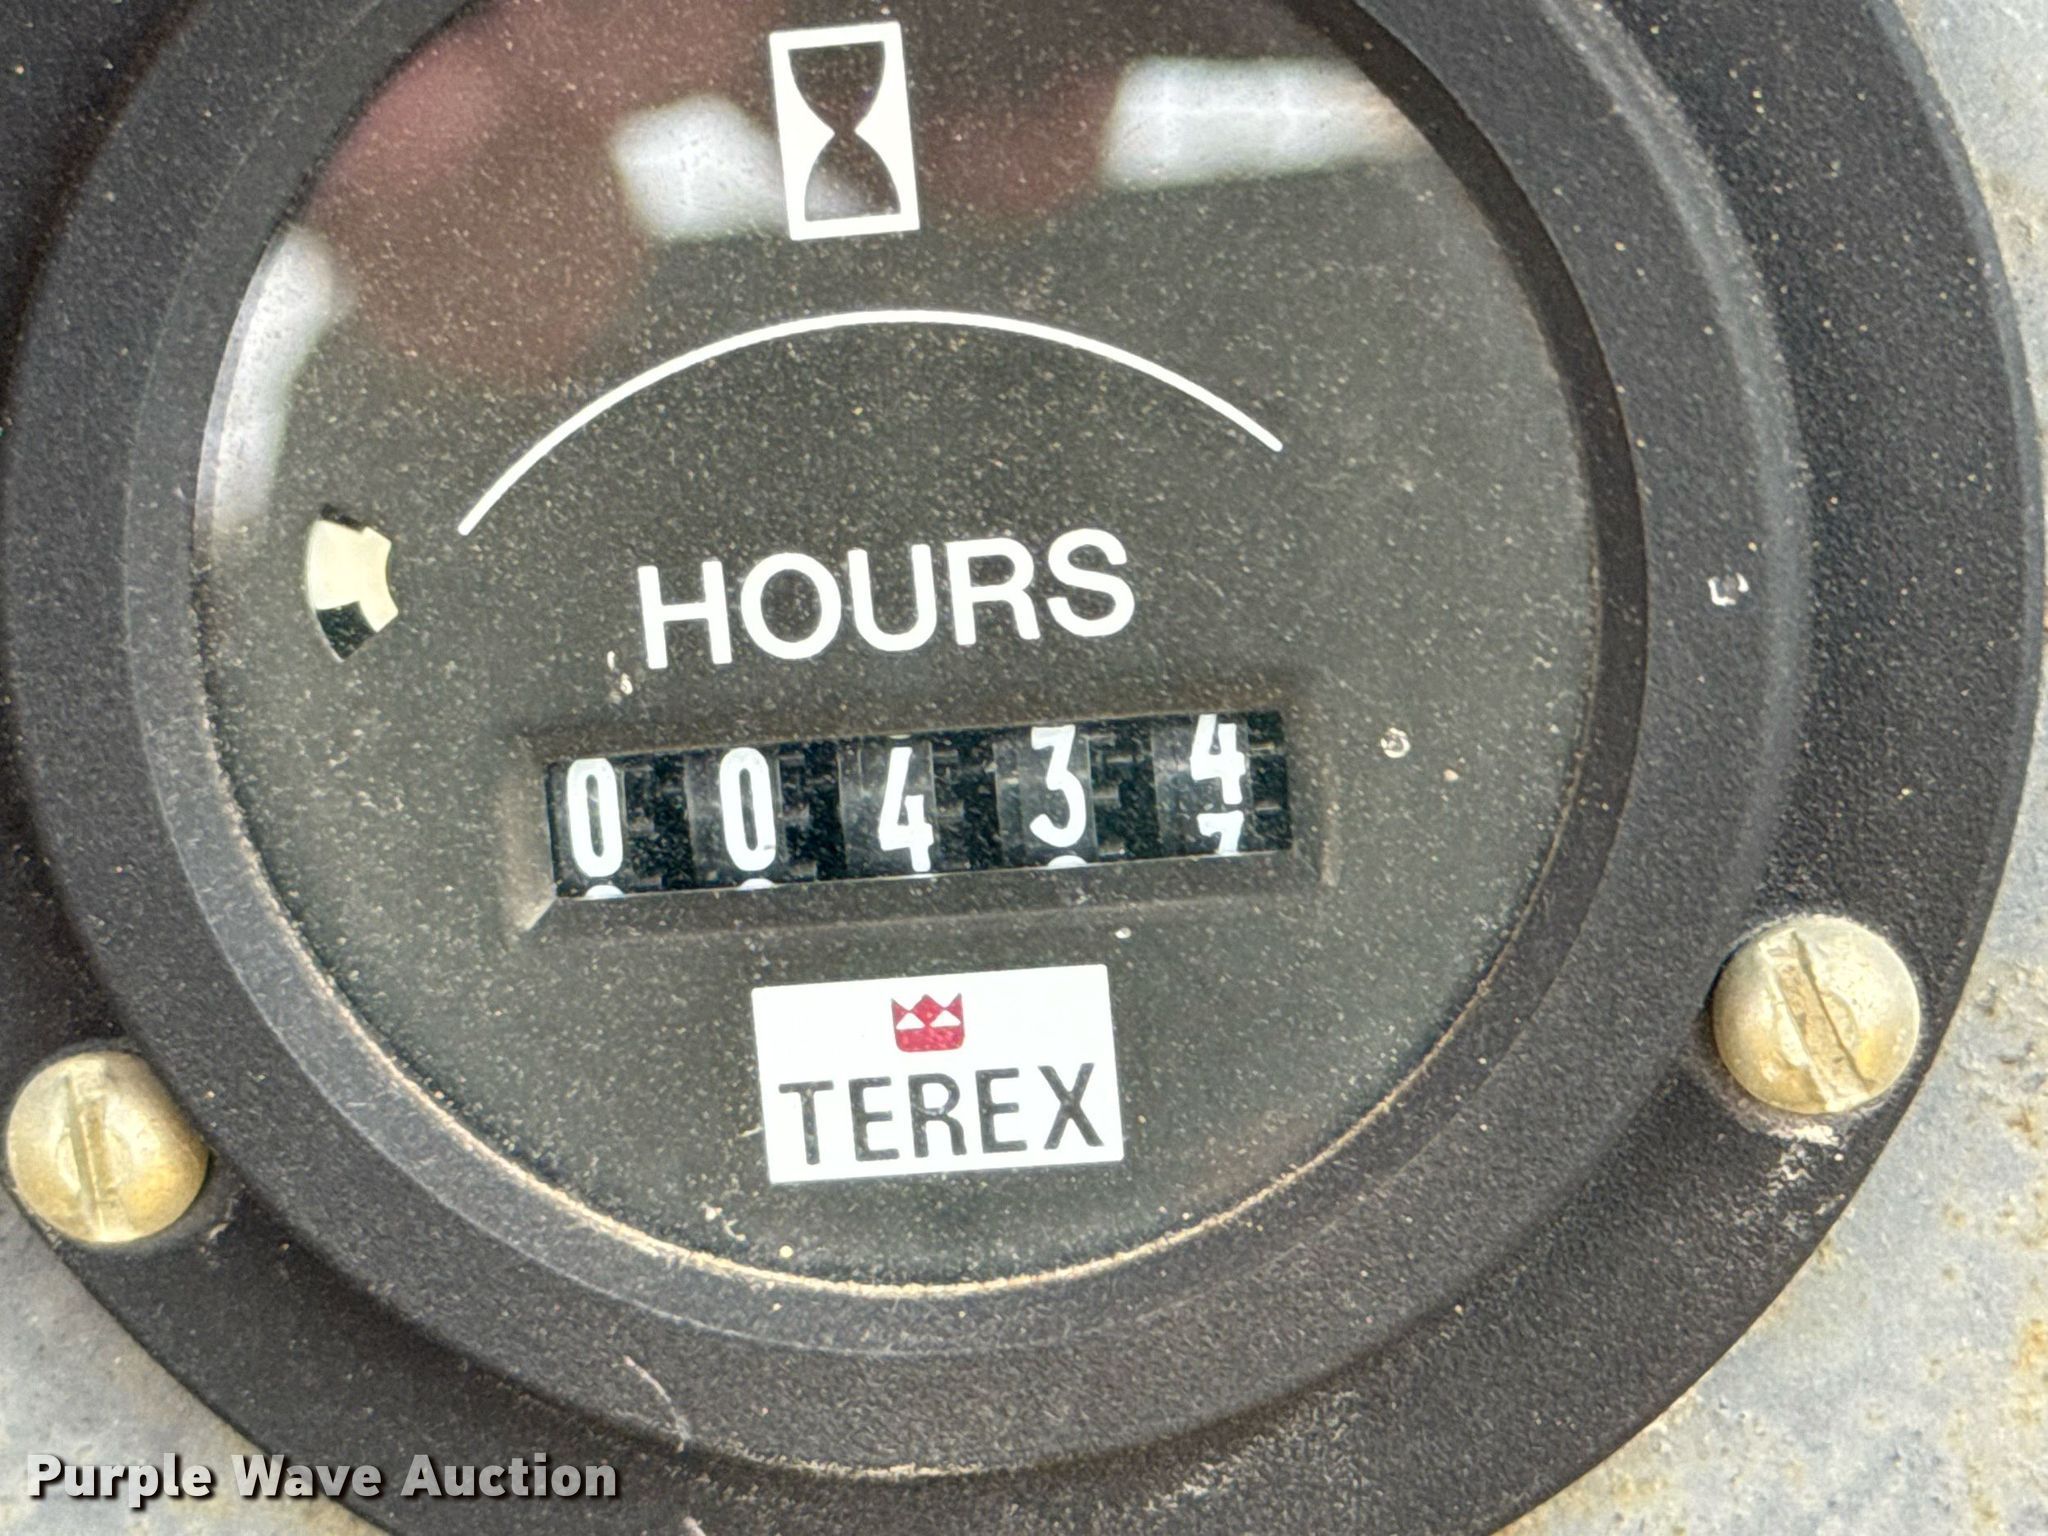 HOURS
00434
TEREX
Purple Wave Auction